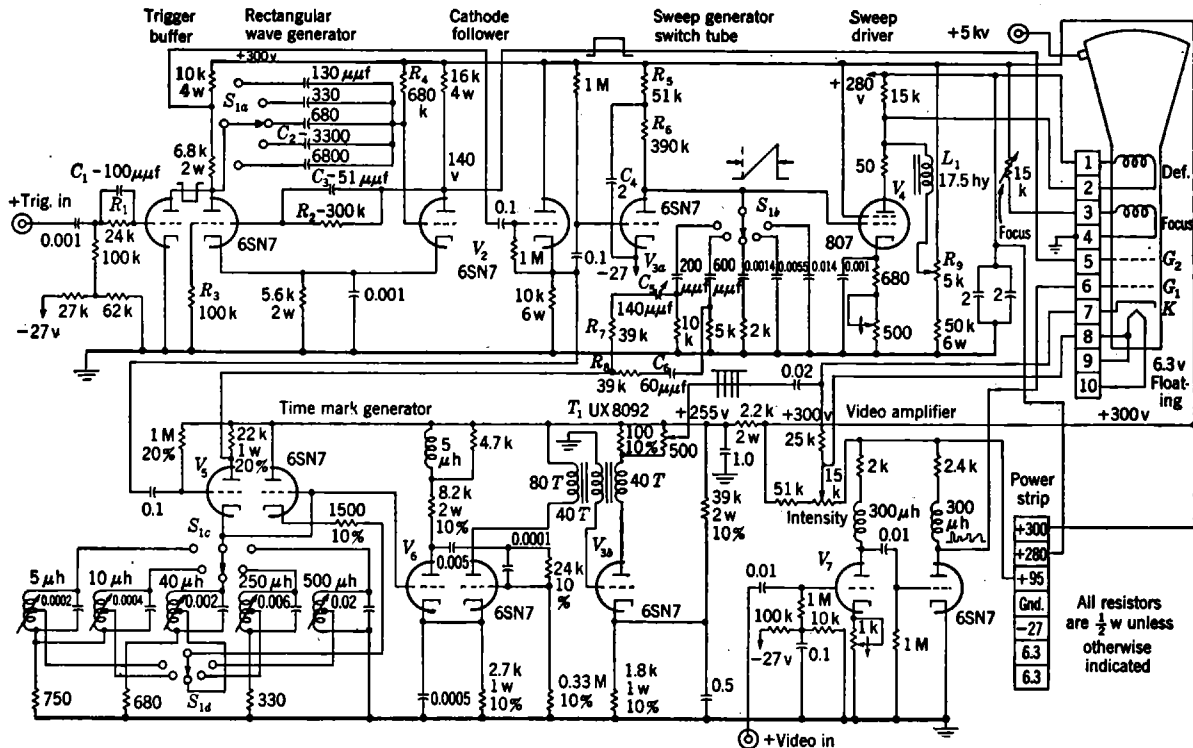 Trigger
buffer
Rectangular
wave generator
Cathode
follower
Sweep generator
switch tube
Sweep
driver
+5 kv
+300 v
10 k
4 w
S1a
130 μμf
330
680
C2-3300
6800
R4
680
k
16 k
4 w
1 M
R5
51 k
R6
390 k
+280
v
15 k
50
L1
17.5 hy
15
k
Focus
1
2
3
4
5
6
7
8
9
10
Def.
Focus
G2
G1
K
6.3 v
Float-
ing
C1-100 μμf
R1
24 k
+Trig. in
0.001
100 k
-27 v
27 k
62 k
6.8 k
2 w
C3-51 μμf
R2-300 k
6SN7
R3
100 k
5.6 k
2 w
0.001
140
v
V2
6SN7
0.1
1 M
10 k
6 w
0.1
C4
2
-27
6SN7
V3a
S1b
C5
200
μμf
600
μμf
0.0014
0.0055
0.014
0.001
140 μμf
R7
39 k
10
k
5 k
2 k
V4
807
680
500
R9
5 k
50 k
6 w
2
2
R8
39 k
C6
60 μμf
0.02
Time mark generator
T1 UX8092
+255 v
2.2 k
2 w
+300 v
Video amplifier
+300 v
1 M
20%
22 k
1 w
20%
V5
6SN7
0.1
1500
10%
S1c
5 μh
0.0002
10 μh
0.0004
40 μh
0.002
250 μh
0.006
500 μh
0.02
750
680
S1d
330
5
μh
4.7 k
8.2 k
2 w
10%
V6
0.005
0.0001
6SN7
24 k
10
%
0.0005
2.7 k
1 w
10%
0.33 M
10%
80 T
40 T
40 T
100
10%
500
V3b
6SN7
1.8 k
1 w
10%
39 k
2 w
10%
0.5
1.0
25 k
51 k
15
k
Intensity
2 k
300 μh
0.01
2.4 k
300
μh
V7
0.01
1 M
100 k
10 k
-27 v
0.1
1 k
1 M
6SN7
+Video in
Power
strip
+300
+280
+95
Gnd.
-27
6.3
6.3
All resistors
are ½ w unless
otherwise
indicated